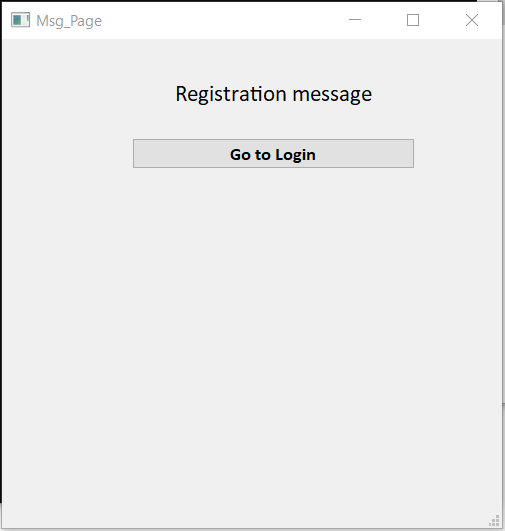 Msg_Page
Registration message
Go to Login